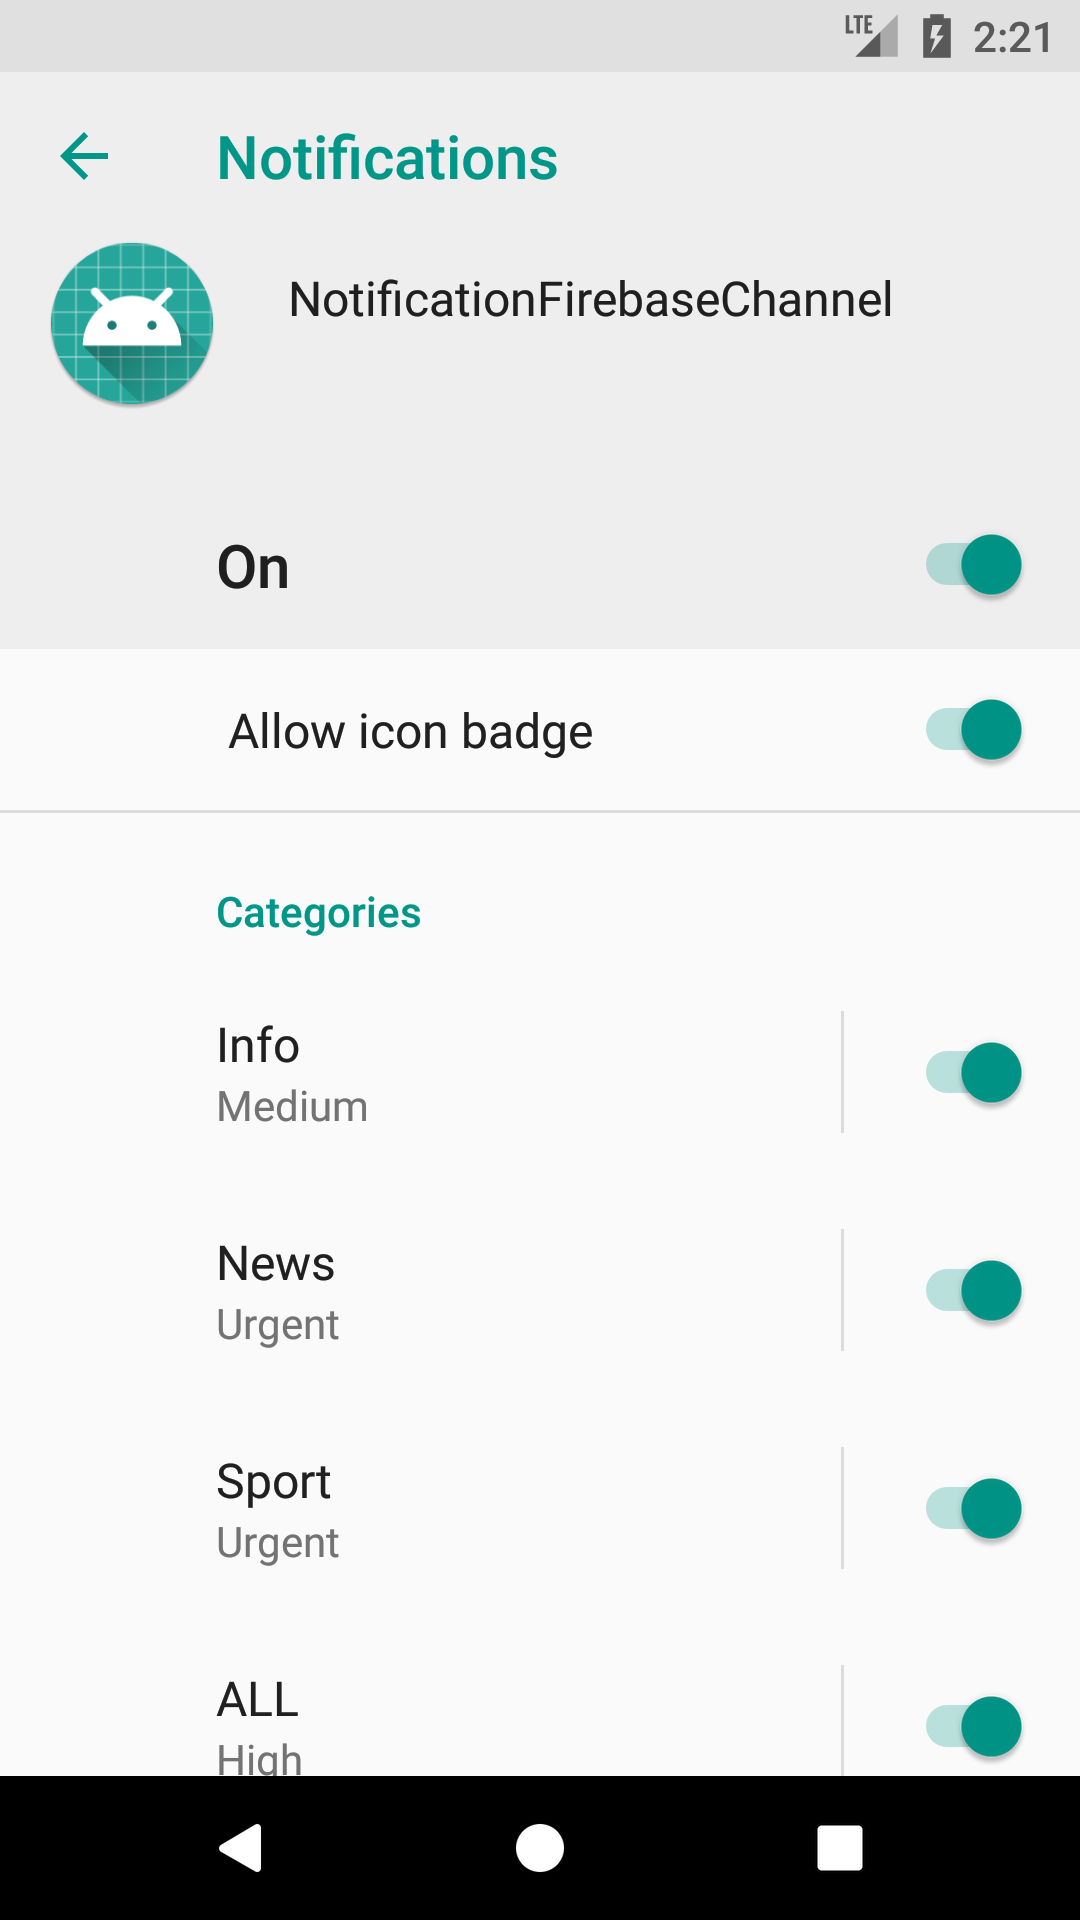 LTE 2:21
Notifications
NotificationFirebaseChannel
On
Allow icon badge
Categories
Info
Medium
News
Urgent
Sport
Urgent
ALL
High